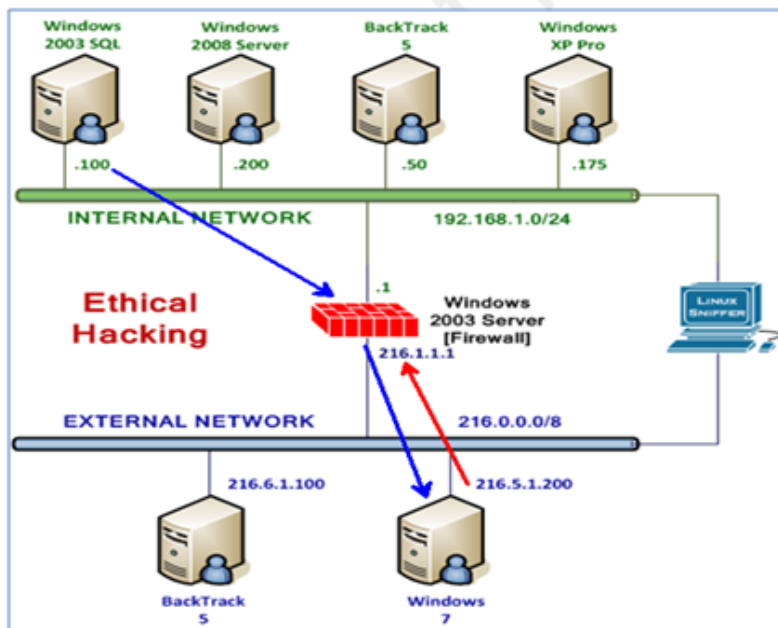 Windows 2003 SQL
Windows 2008 Server
BackTrack 5
Windows XP Pro
.100
.200
.50
.175
INTERNAL NETWORK
192.168.1.0/24
Ethical Hacking
.1
Windows 2003 Server [Firewall]
216.1.1.1
LINUX SNIFFER
EXTERNAL NETWORK
216.0.0.0/8
216.6.1.100
216.5.1.200
BackTrack 5
Windows 7